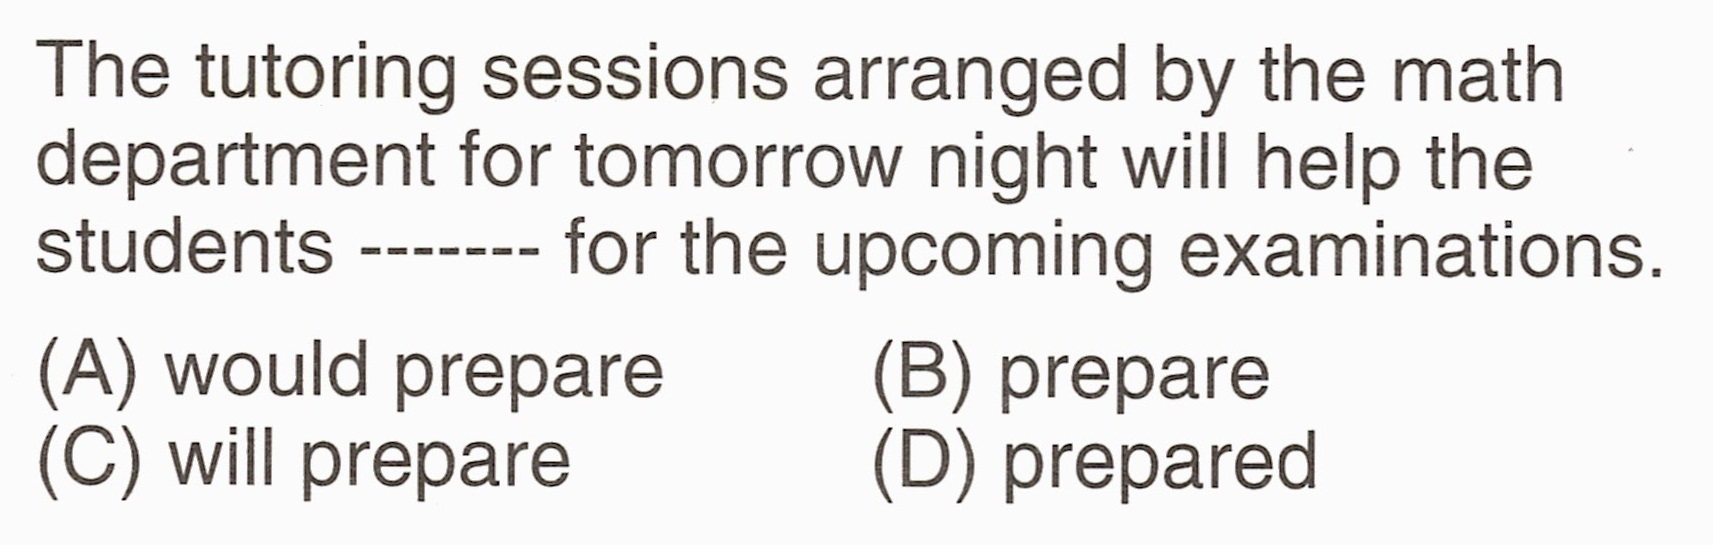 The tutoring sessions arranged by the math
department for tomorrow night will help the
students ------- for the upcoming examinations.
(A) would prepare (B) prepare
(C) will prepare (D) prepared